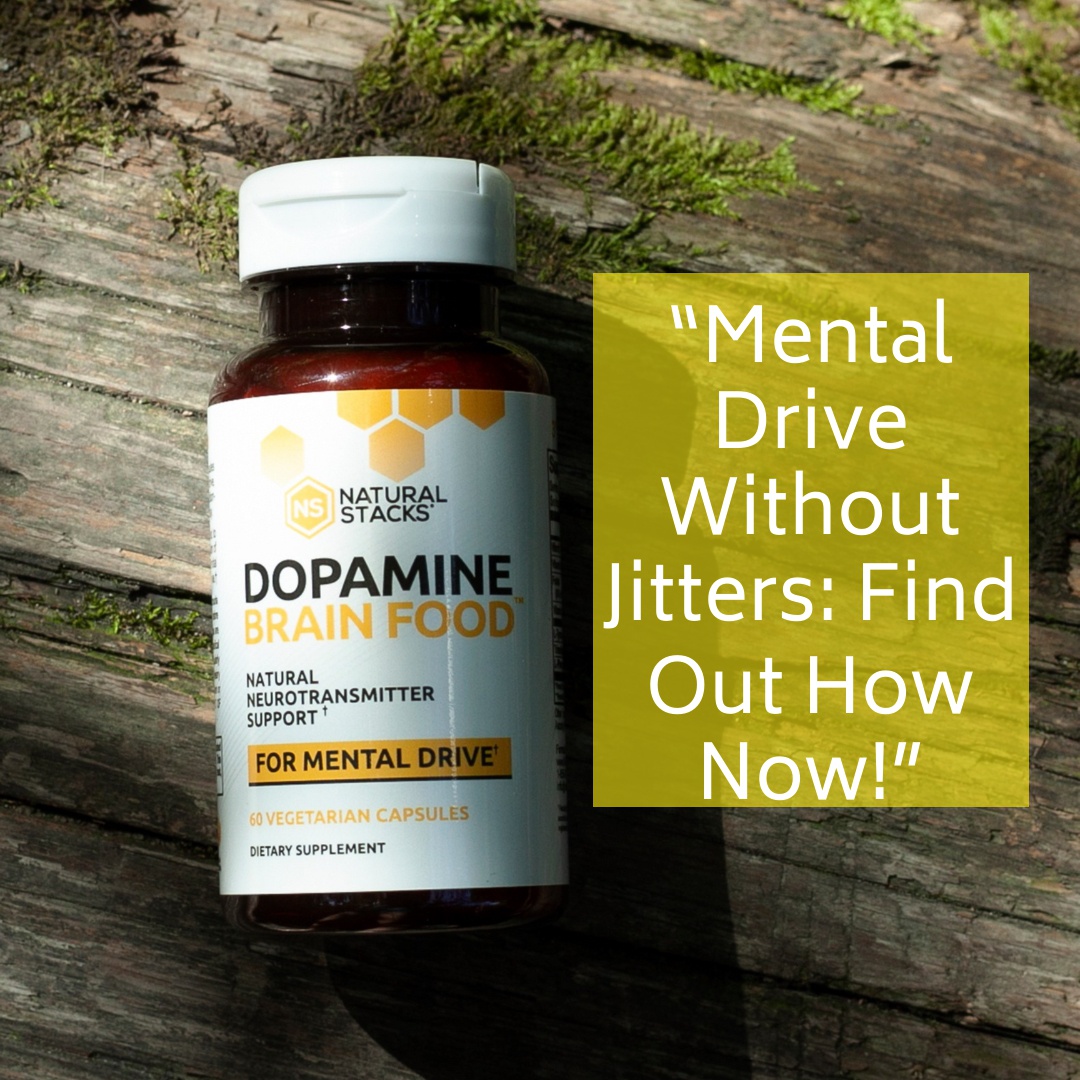 NS
NATURAL
STACKS®
DOPAMINE
BRAIN FOOD™
NATURAL
NEUROTRANSMITTER
SUPPORT†
FOR MENTAL DRIVE†
60 VEGETARIAN CAPSULES
DIETARY SUPPLEMENT
“Mental
Drive
Without
Jitters: Find
Out How
Now!”